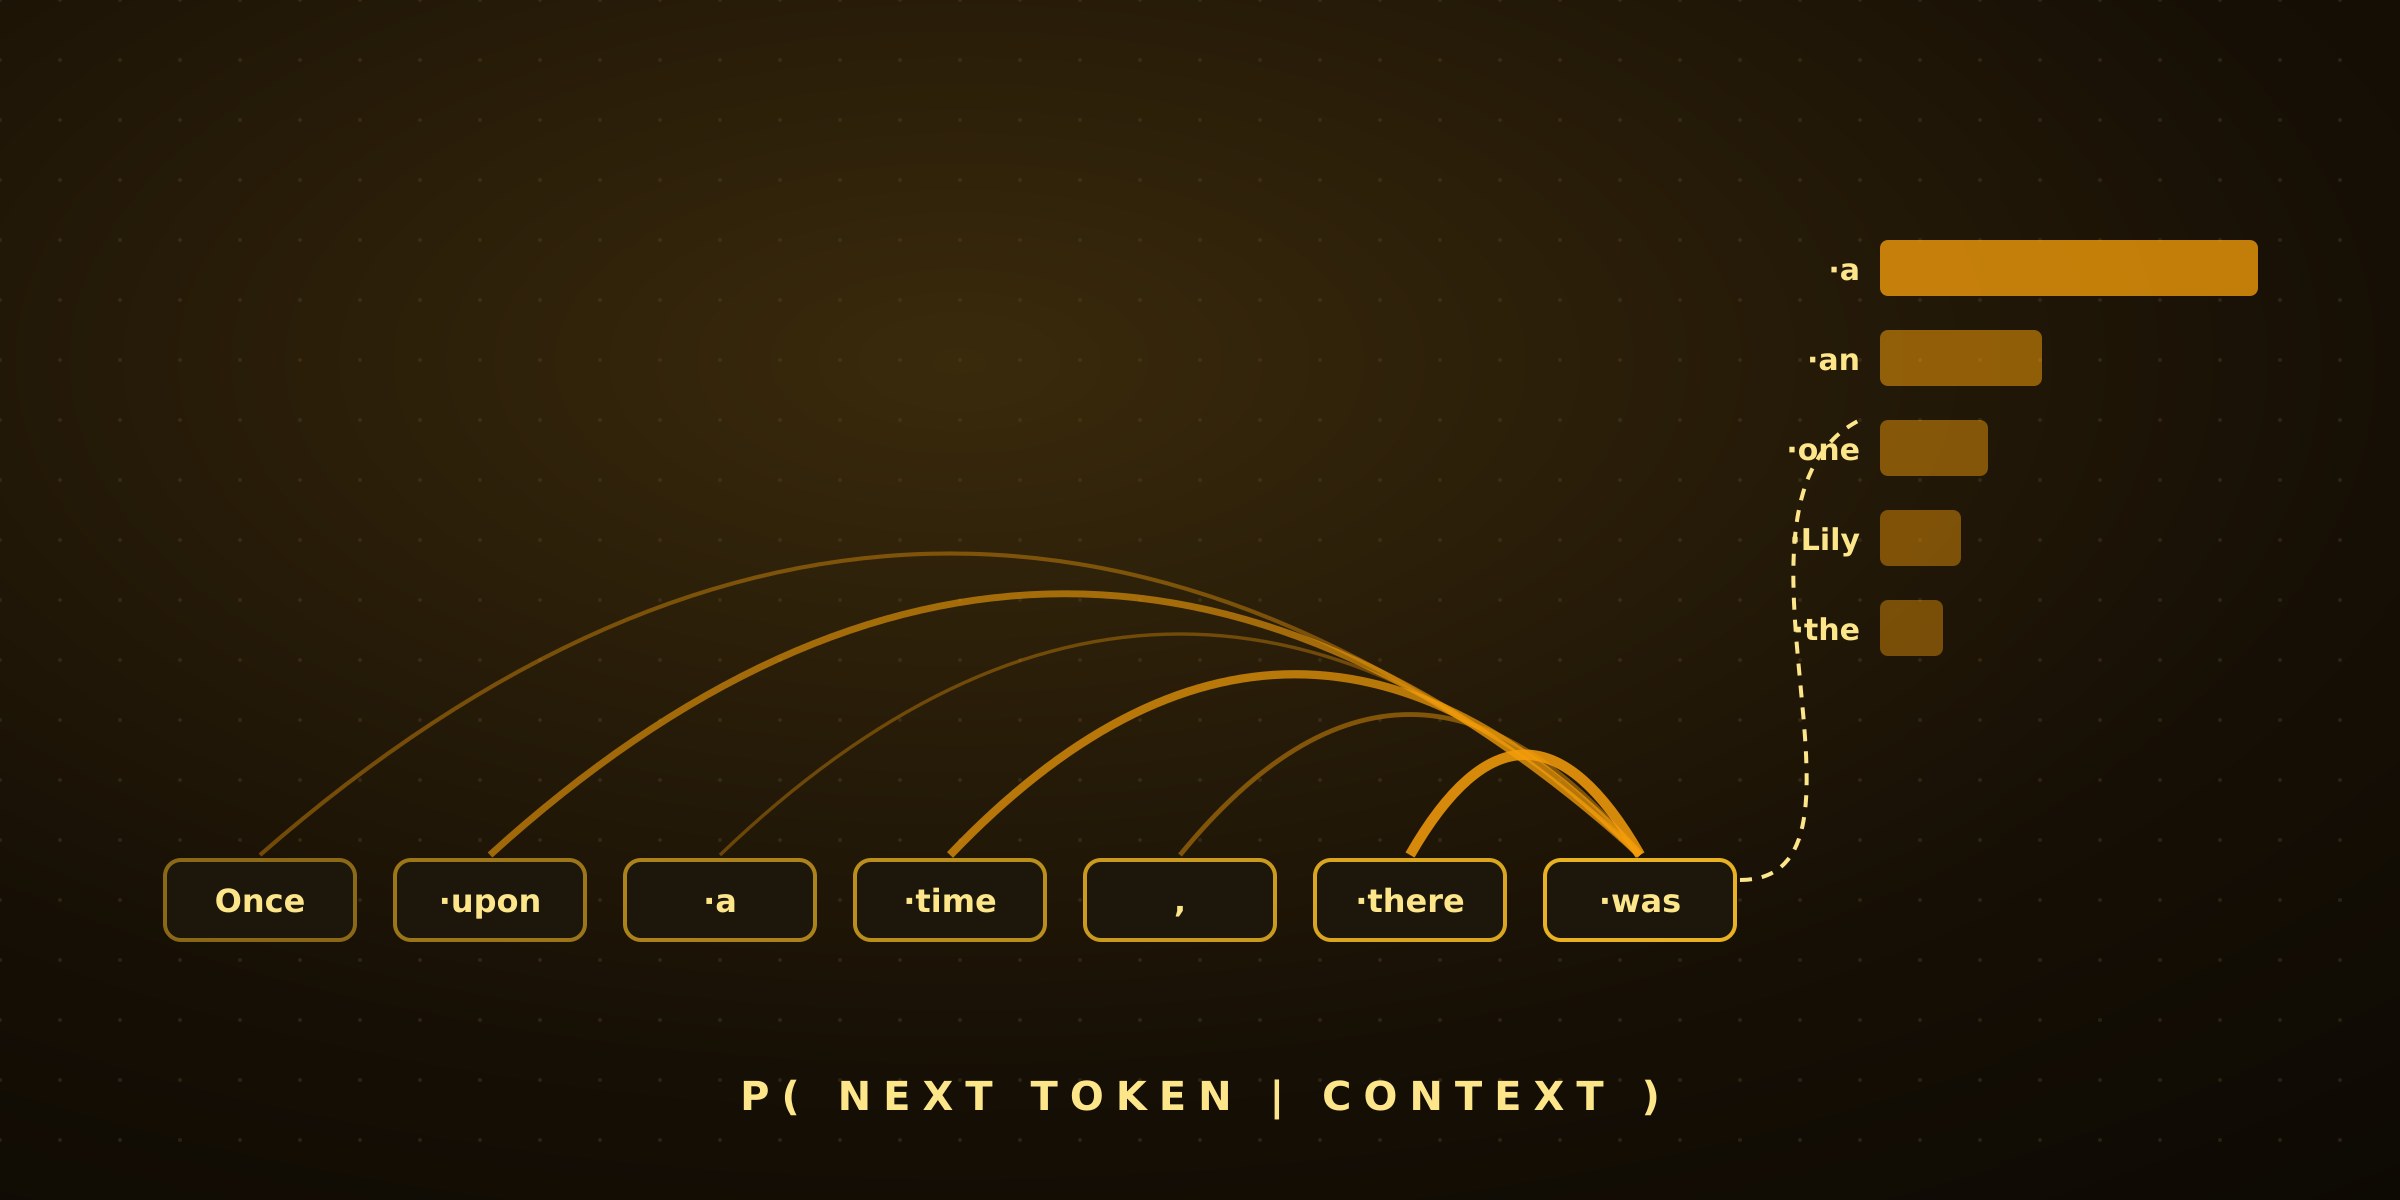 ·a
·an
·one
·Lily
·the
Once ·upon ·a ·time , ·there ·was
P( NEXT TOKEN | CONTEXT )